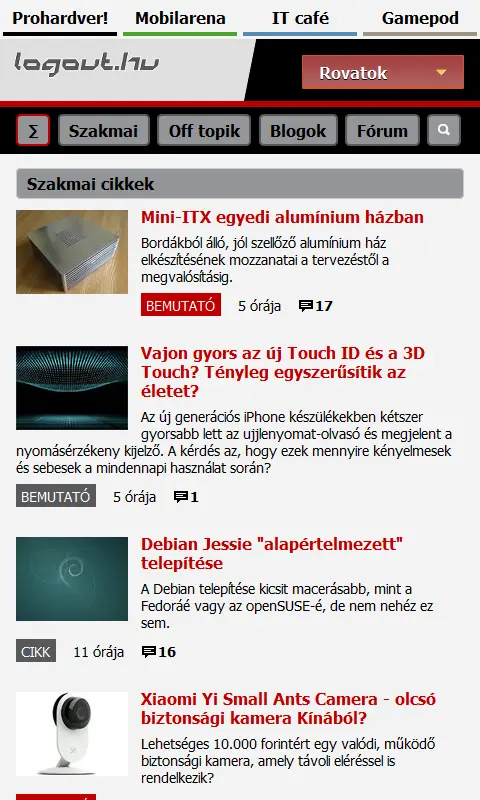 Prohardver! Mobilarena IT café Gamepod
logout.hu
Rovatok
Σ Szakmai Off topik Blogok Fórum
Szakmai cikkek
Mini-ITX egyedi alumínium házban
Bordákból álló, jól szellőző alumínium ház
elkészítésének mozzanatai a tervezéstől a
megvalósításig.
BEMUTATÓ 5 órája 17
Vajon gyors az új Touch ID és a 3D
Touch? Tényleg egyszerűsítik az
életet?
Az új generációs iPhone készülékekben kétszer
gyorsabb lett az ujjlenyomat-olvasó és megjelent a
nyomásérzékeny kijelző. A kérdés az, hogy ezek mennyire kényelmesek
és sebesek a mindennapi használat során?
BEMUTATÓ 5 órája 1
Debian Jessie "alapértelmezett"
telepítése
A Debian telepítése kicsit macerásabb, mint a
Fedoráé vagy az openSUSE-é, de nem nehéz ez
sem.
CIKK 11 órája 16
Xiaomi Yi Small Ants Camera - olcsó
biztonsági kamera Kínából?
Lehetséges 10.000 forintért egy valódi, működő
biztonsági kamera, amely távoli eléréssel is
rendelkezik?